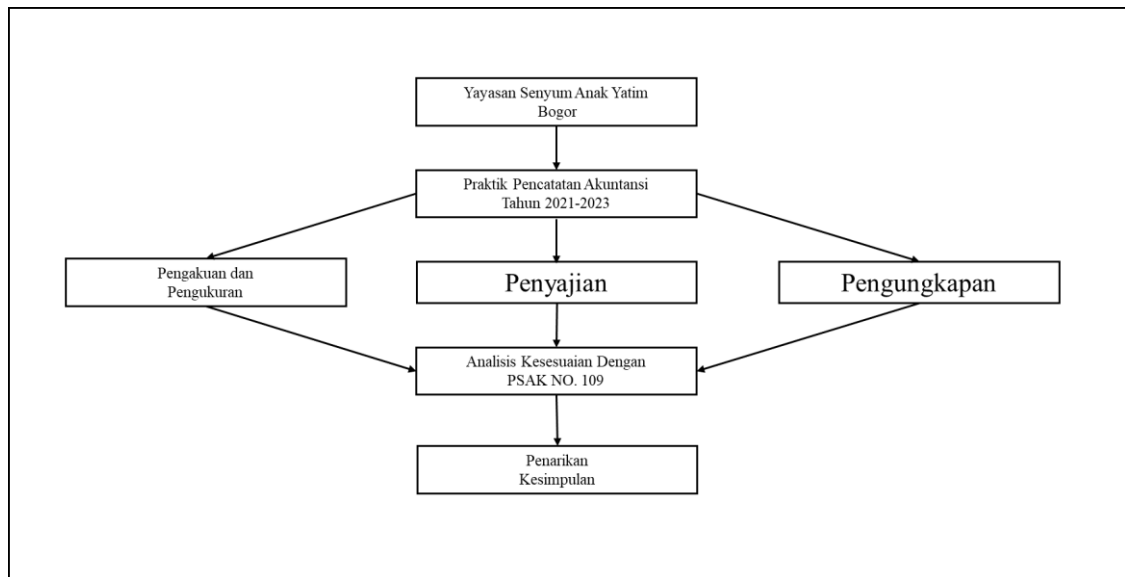 Yayasan Senyum Anak Yatim
Bogor
Praktik Pencatatan Akuntansi
Tahun 2021-2023
Pengakuan dan
Pengukuran
Penyajian
Pengungkapan
Analisis Kesesuaian Dengan
PSAK NO. 109
Penarikan
Kesimpulan